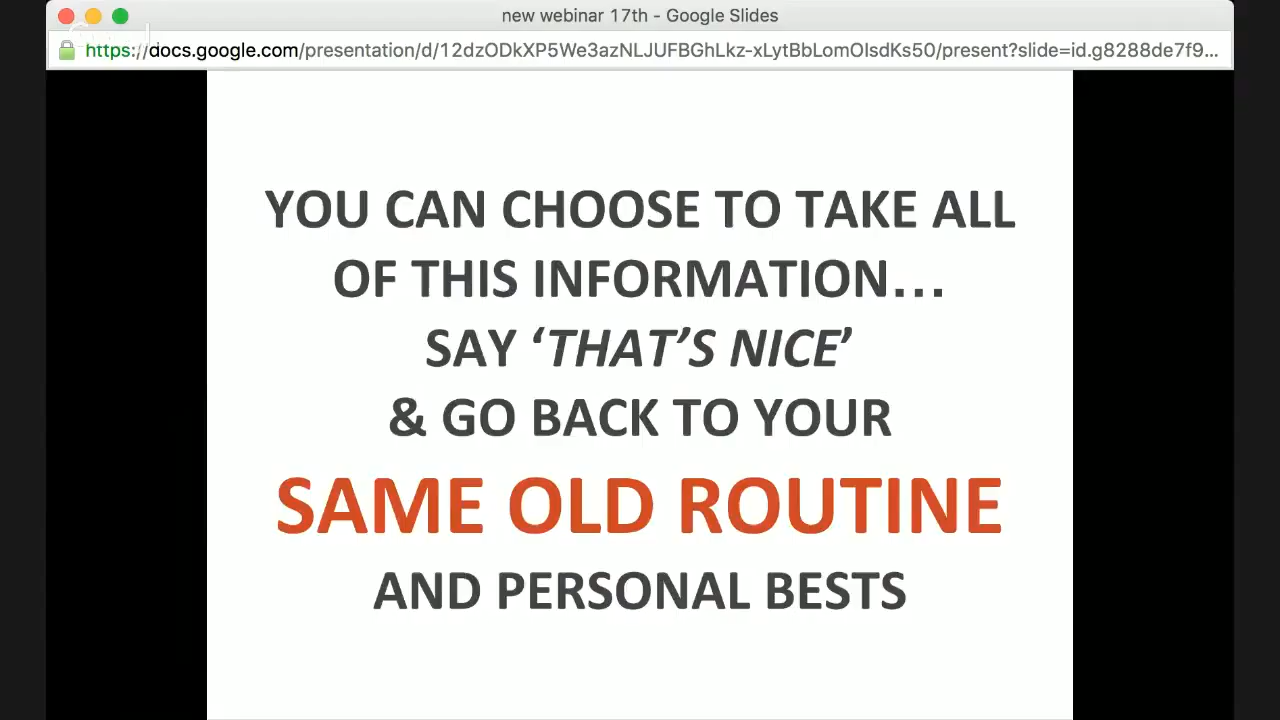 new webinar 17th - Google Slides
https://docs.google.com/presentation/d/12dzODkXP5We3azNLJUFBGhLkz-xLytBbLomOIsdKs50/present?slide=id.g8288de7f9...
YOU CAN CHOOSE TO TAKE ALL
OF THIS INFORMATION...
SAY ‘THAT’S NICE’
& GO BACK TO YOUR
SAME OLD ROUTINE
AND PERSONAL BESTS